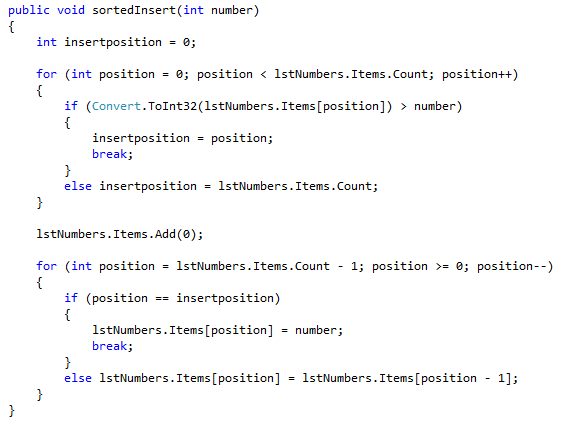 public void sortedInsert(int number)
{
    int insertposition = 0;

    for (int position = 0; position < lstNumbers.Items.Count; position++)
    {
        if (Convert.ToInt32(lstNumbers.Items[position]) > number)
        {
            insertposition = position;
            break;
        }
        else insertposition = lstNumbers.Items.Count;
    }

    lstNumbers.Items.Add(0);

    for (int position = lstNumbers.Items.Count - 1; position >= 0; position--)
    {
        if (position == insertposition)
        {
            lstNumbers.Items[position] = number;
            break;
        }
        else lstNumbers.Items[position] = lstNumbers.Items[position - 1];
    }
}